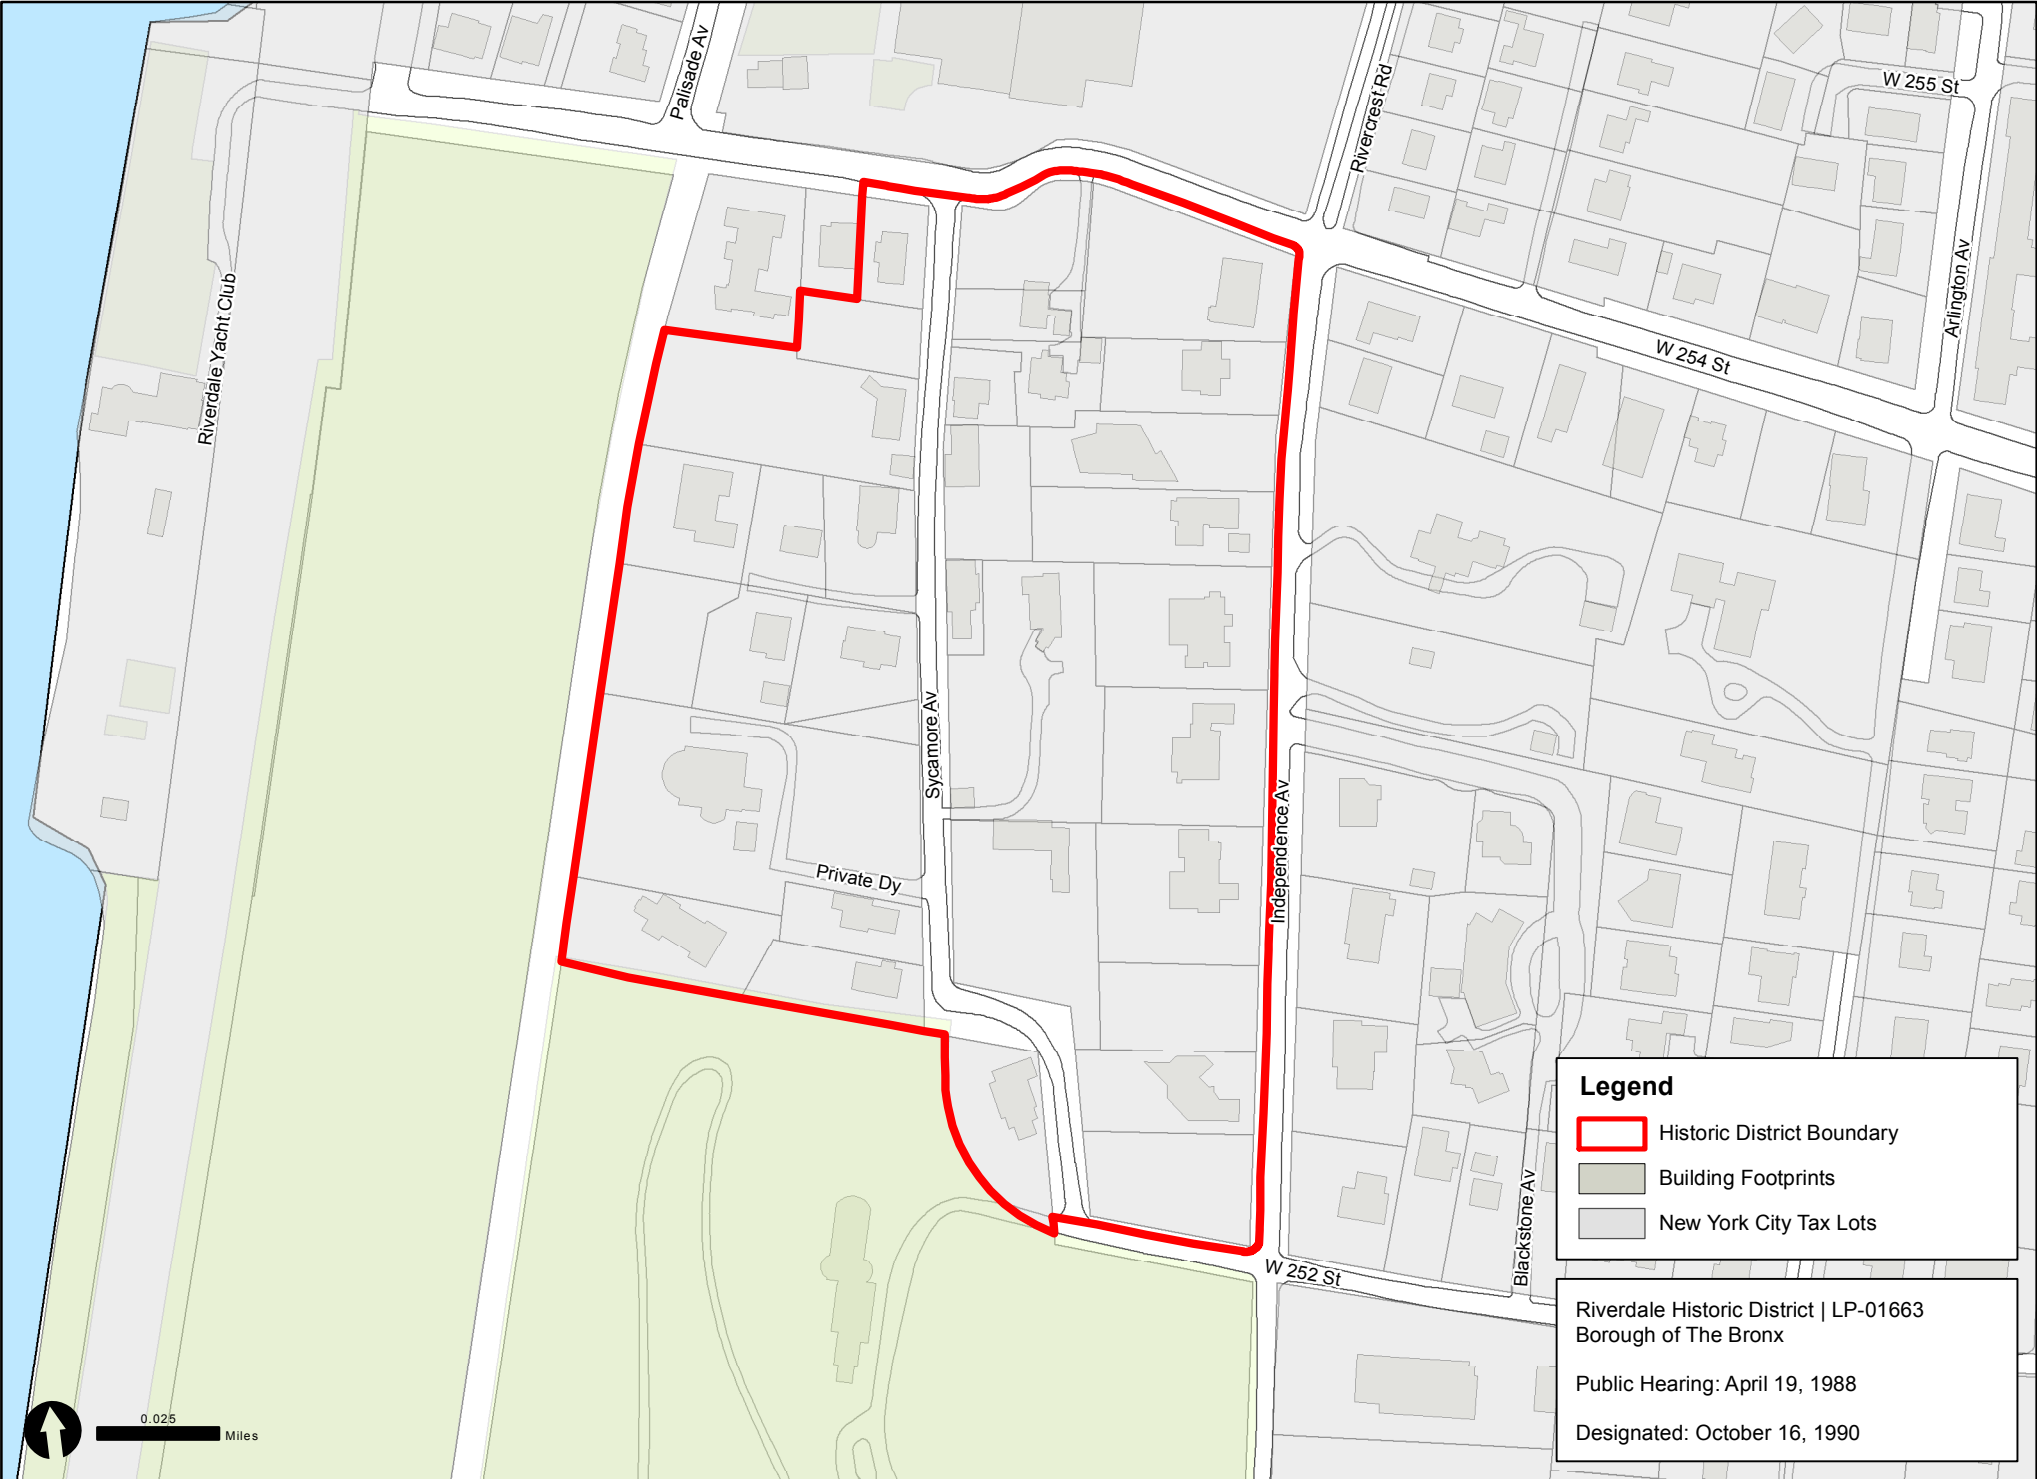 Palisade Av
Rivercrest Rd
W 255 St
Arlington Av
Riverdale Yacht Club
W 254 St
Sycamore Av
Independence Av
Private Dy
W 252 St
Blackstone Av
Legend
Historic District Boundary
Building Footprints
New York City Tax Lots
Riverdale Historic District | LP-01663
Borough of The Bronx
Public Hearing: April 19, 1988
Designated: October 16, 1990
0.025
Miles